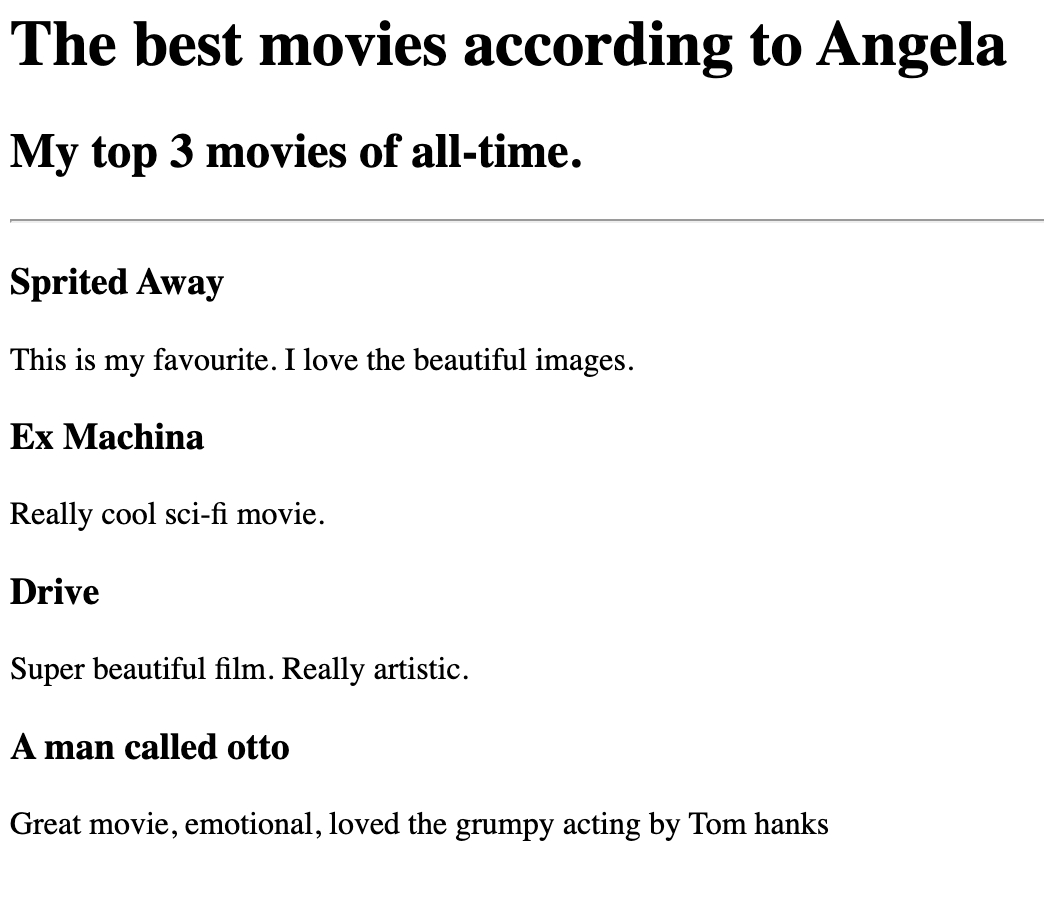 The best movies according to Angela
My top 3 movies of all-time.
Sprited Away
This is my favourite. I love the beautiful images.
Ex Machina
Really cool sci-fi movie.
Drive
Super beautiful film. Really artistic.
A man called otto
Great movie, emotional, loved the grumpy acting by Tom hanks